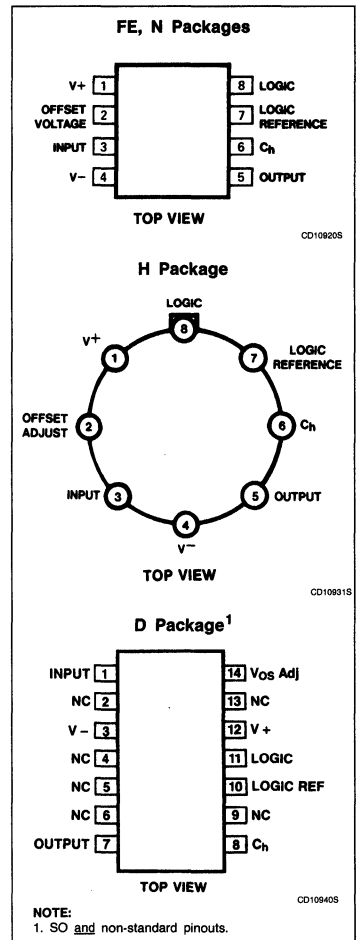 FE, N Packages
V+ 1
8 LOGIC
OFFSET
VOLTAGE 2
7 LOGIC
REFERENCE
INPUT 3
6 Ch
V– 4
5 OUTPUT
TOP VIEW
CD10920S
H Package
LOGIC
8
V+
1
7
LOGIC
REFERENCE
OFFSET
ADJUST
2
6
Ch
INPUT
3
5
OUTPUT
4
V–
TOP VIEW
CD10931S
D Package1
INPUT 1
14 VOS Adj
NC 2
13 NC
V – 3
12 V +
NC 4
11 LOGIC
NC 5
10 LOGIC REF
NC 6
9 NC
OUTPUT 7
8 Ch
TOP VIEW
CD10940S
NOTE:
1. SO and non-standard pinouts.